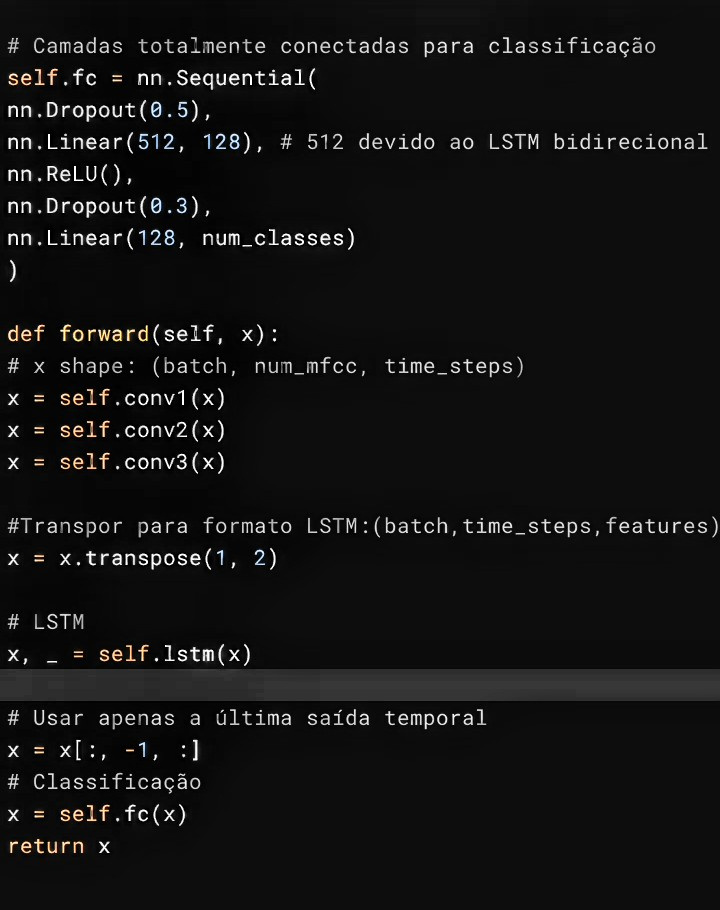 # Camadas totalmente conectadas para classificação
self.fc = nn.Sequential(
nn.Dropout(0.5),
nn.Linear(512, 128), # 512 devido ao LSTM bidirecional
nn.ReLU(),
nn.Dropout(0.3),
nn.Linear(128, num_classes)
)
def forward(self, x):
# x shape: (batch, num_mfcc, time_steps)
x = self.conv1(x)
x = self.conv2(x)
x = self.conv3(x)
#Transpor para formato LSTM:(batch,time_steps,features)
x = x.transpose(1, 2)
# LSTM
x, _ = self.lstm(x)
# Usar apenas a última saída temporal
x = x[:, -1, :]
# Classificação
x = self.fc(x)
return x